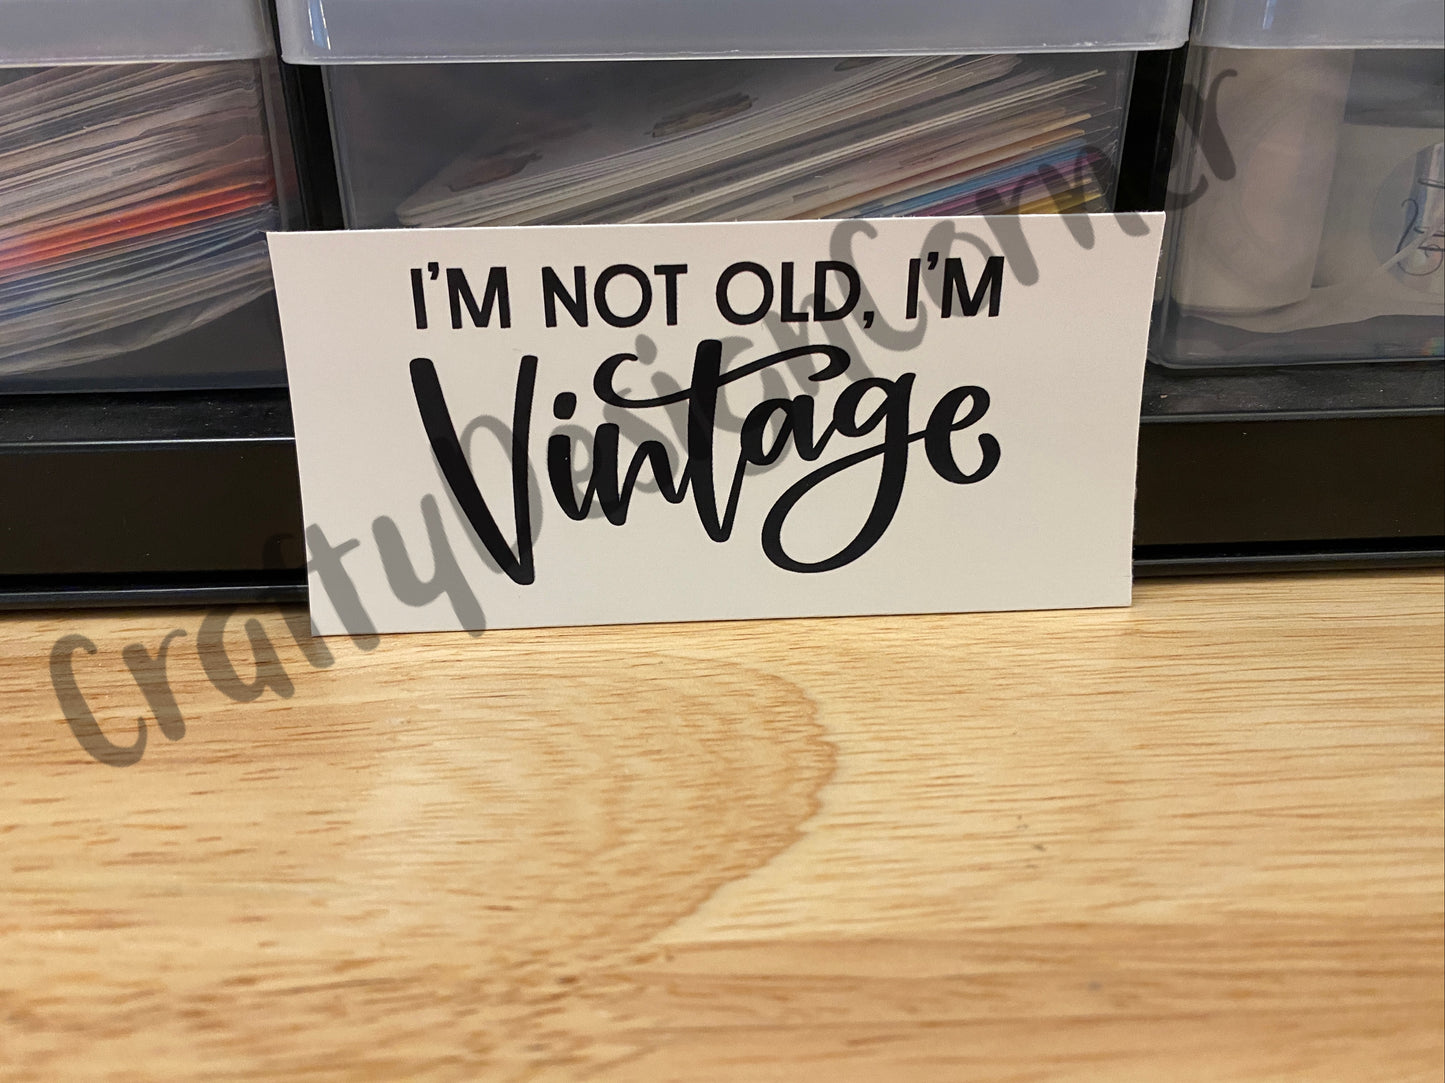 I'M NOT OLD, I'M
Vintage
CraftyDesignCorner